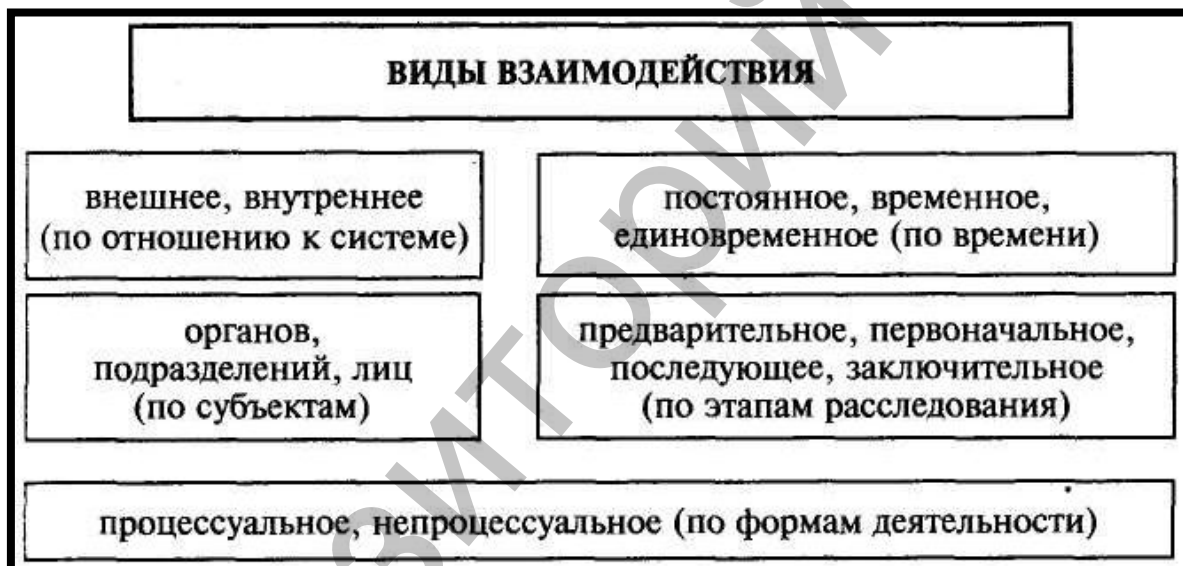 ВИДЫ ВЗАИМОДЕЙСТВИЯ
внешнее, внутреннее
(по отношению к системе)
постоянное, временное,
единовременное (по времени)
органов,
подразделений, лиц
(по субъектам)
предварительное, первоначальное,
последующее, заключительное
(по этапам расследования)
процессуальное, непроцессуальное (по формам деятельности)
зиторий